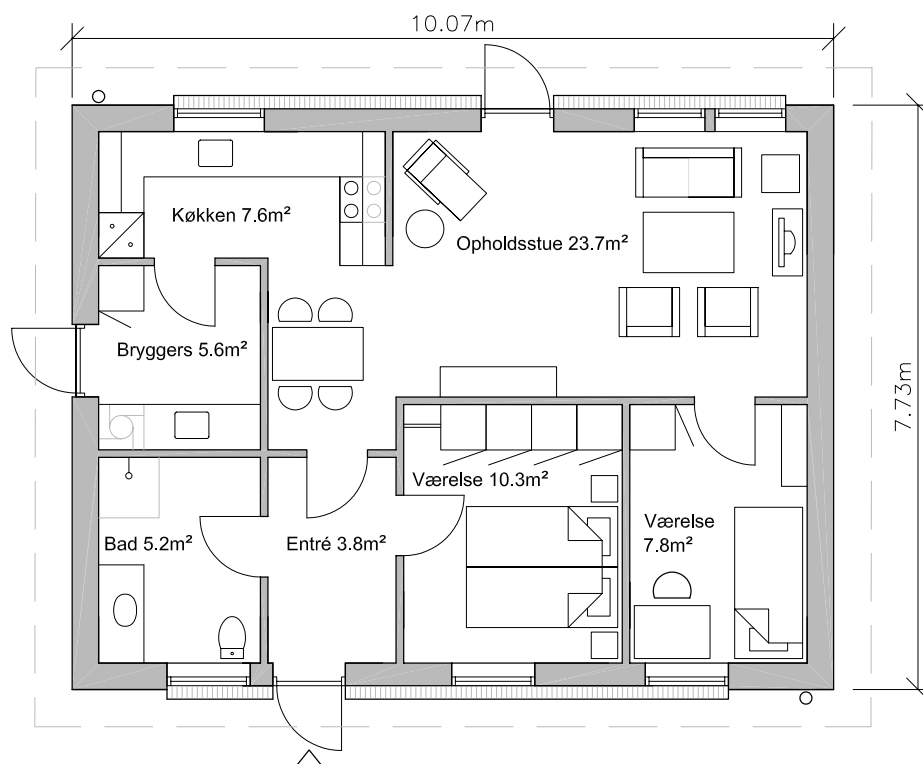 10.07m
Køkken 7.6m²
Opholdsstue 23.7m²
Bryggers 5.6m²
7.73m
Værelse 10.3m²
Bad 5.2m²
Entré 3.8m²
Værelse
7.8m²